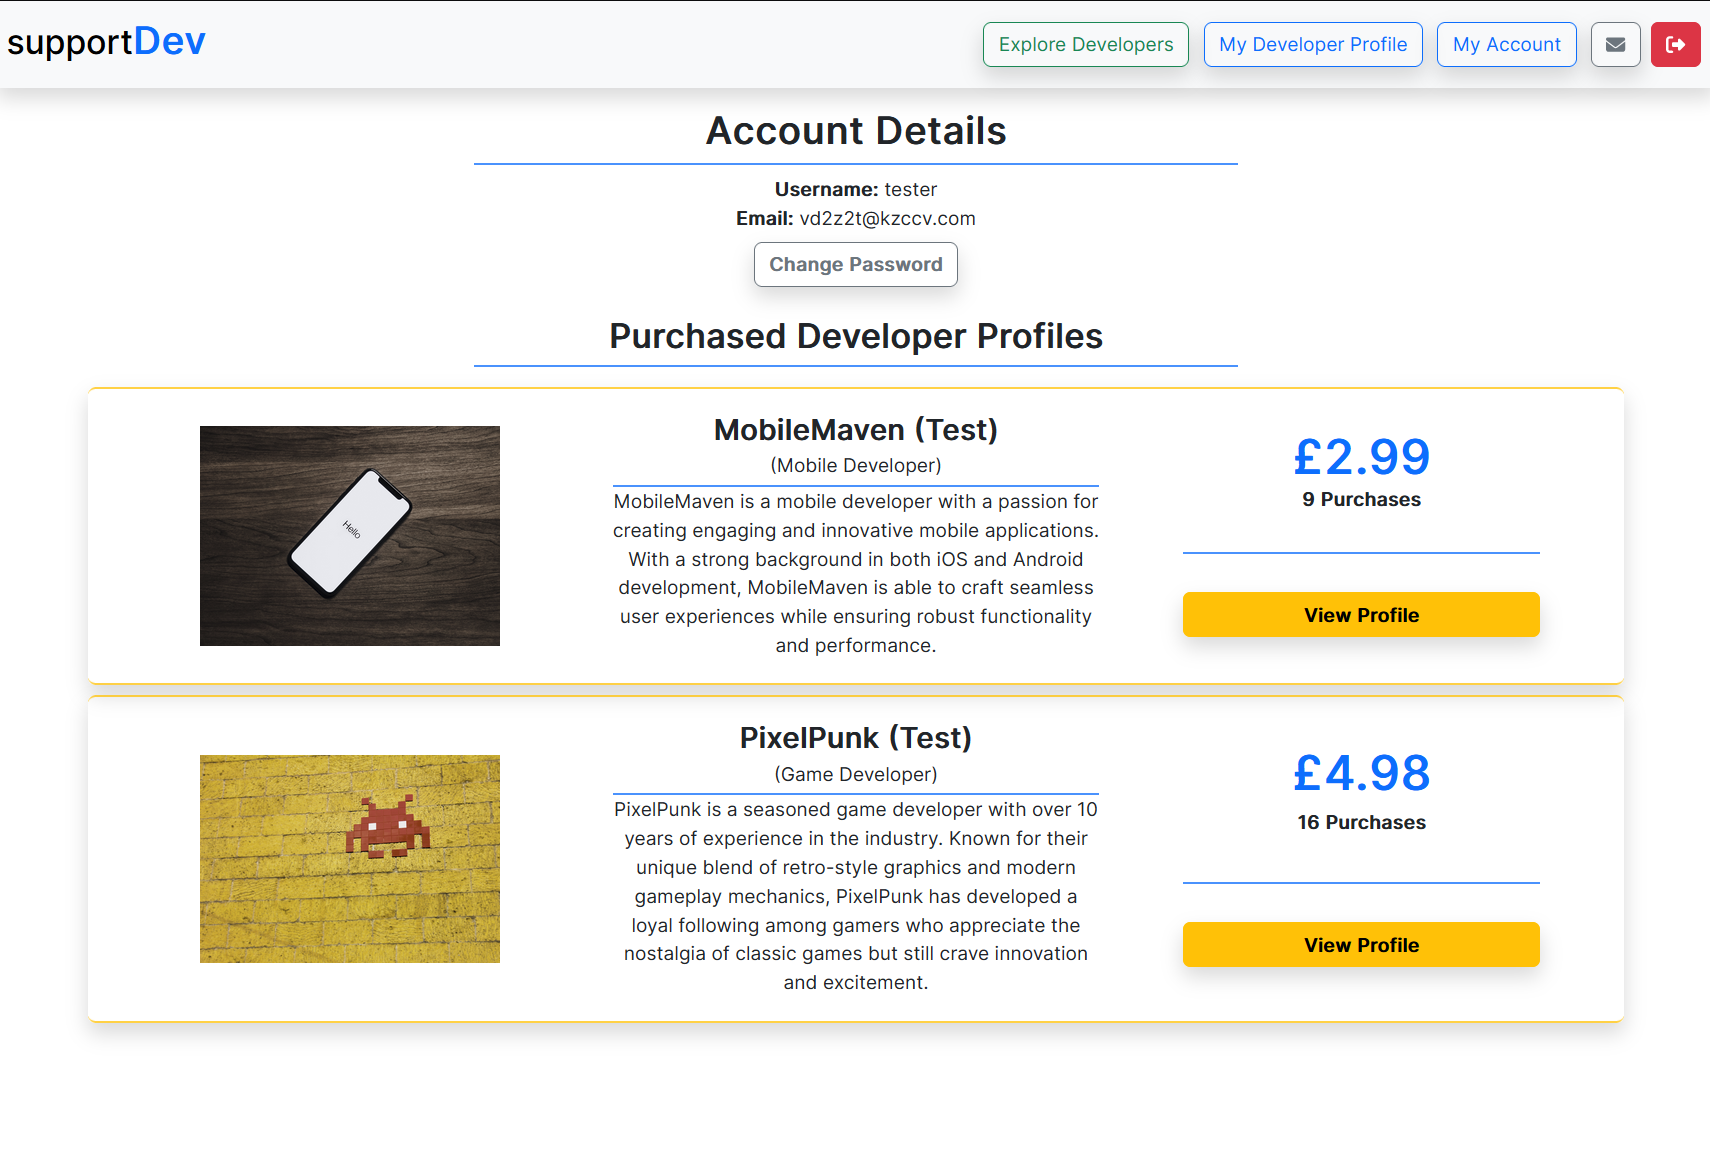 supportDev
Explore Developers
My Developer Profile
My Account
Account Details
Username: tester
Email: vd2z2t@kzccv.com
Change Password
Purchased Developer Profiles
Hello
MobileMaven (Test)
(Mobile Developer)
MobileMaven is a mobile developer with a passion for
creating engaging and innovative mobile applications.
With a strong background in both iOS and Android
development, MobileMaven is able to craft seamless
user experiences while ensuring robust functionality
and performance.
£2.99
9 Purchases
View Profile
PixelPunk (Test)
(Game Developer)
PixelPunk is a seasoned game developer with over 10
years of experience in the industry. Known for their
unique blend of retro-style graphics and modern
gameplay mechanics, PixelPunk has developed a
loyal following among gamers who appreciate the
nostalgia of classic games but still crave innovation
and excitement.
£4.98
16 Purchases
View Profile